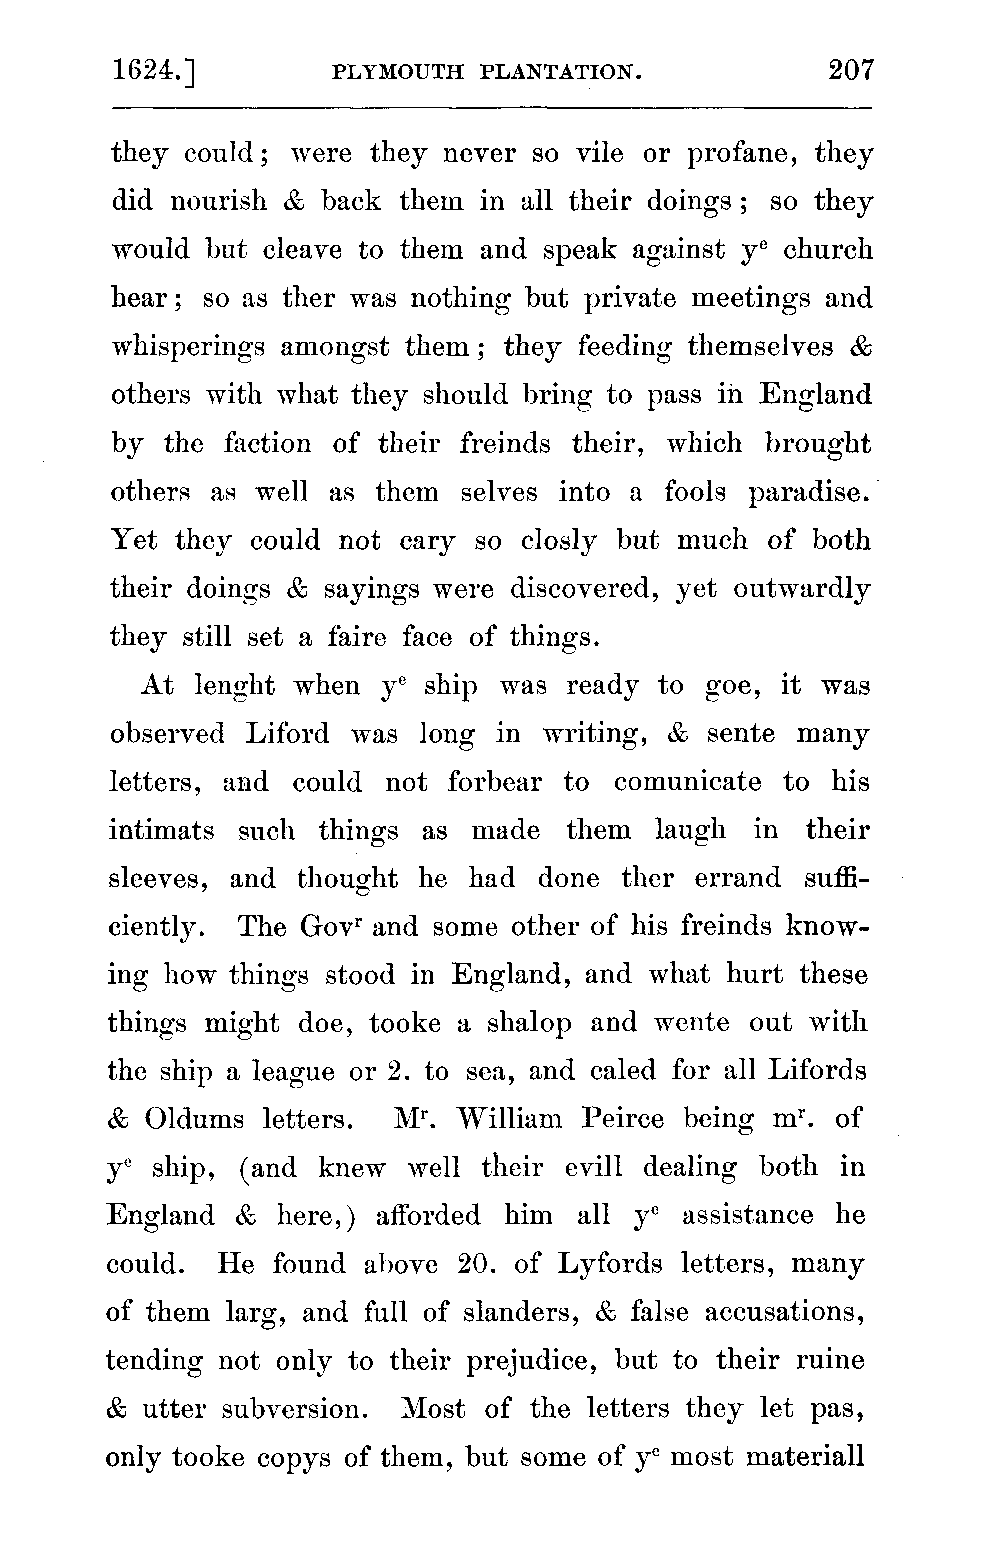 1624.] PLYMOUTH PLANTATION. 207
they could; were they never so vile or profane, they
did nourish & back them in all their doings; so they
would but cleave to them and speak against yᵉ church
hear; so as ther was nothing but private meetings and
whisperings amongst them; they feeding themselves &
others with what they should bring to pass in England
by the faction of their freinds their, which brought
others as well as them selves into a fools paradise.
Yet they could not cary so closly but much of both
their doings & sayings were discovered, yet outwardly
they still set a faire face of things.
At lenght when yᵉ ship was ready to goe, it was
observed Liford was long in writing, & sente many
letters, and could not forbear to comunicate to his
intimats such things as made them laugh in their
sleeves, and thought he had done ther errand suffi-
ciently. The Govʳ and some other of his freinds know-
ing how things stood in England, and what hurt these
things might doe, tooke a shalop and wente out with
the ship a league or 2. to sea, and caled for all Lifords
& Oldums letters. Mʳ. William Peirce being mʳ. of
yᵉ ship, (and knew well their evill dealing both in
England & here,) afforded him all yᵉ assistance he
could. He found above 20. of Lyfords letters, many
of them larg, and full of slanders, & false accusations,
tending not only to their prejudice, but to their ruine
& utter subversion. Most of the letters they let pas,
only tooke copys of them, but some of yᵉ most materiall